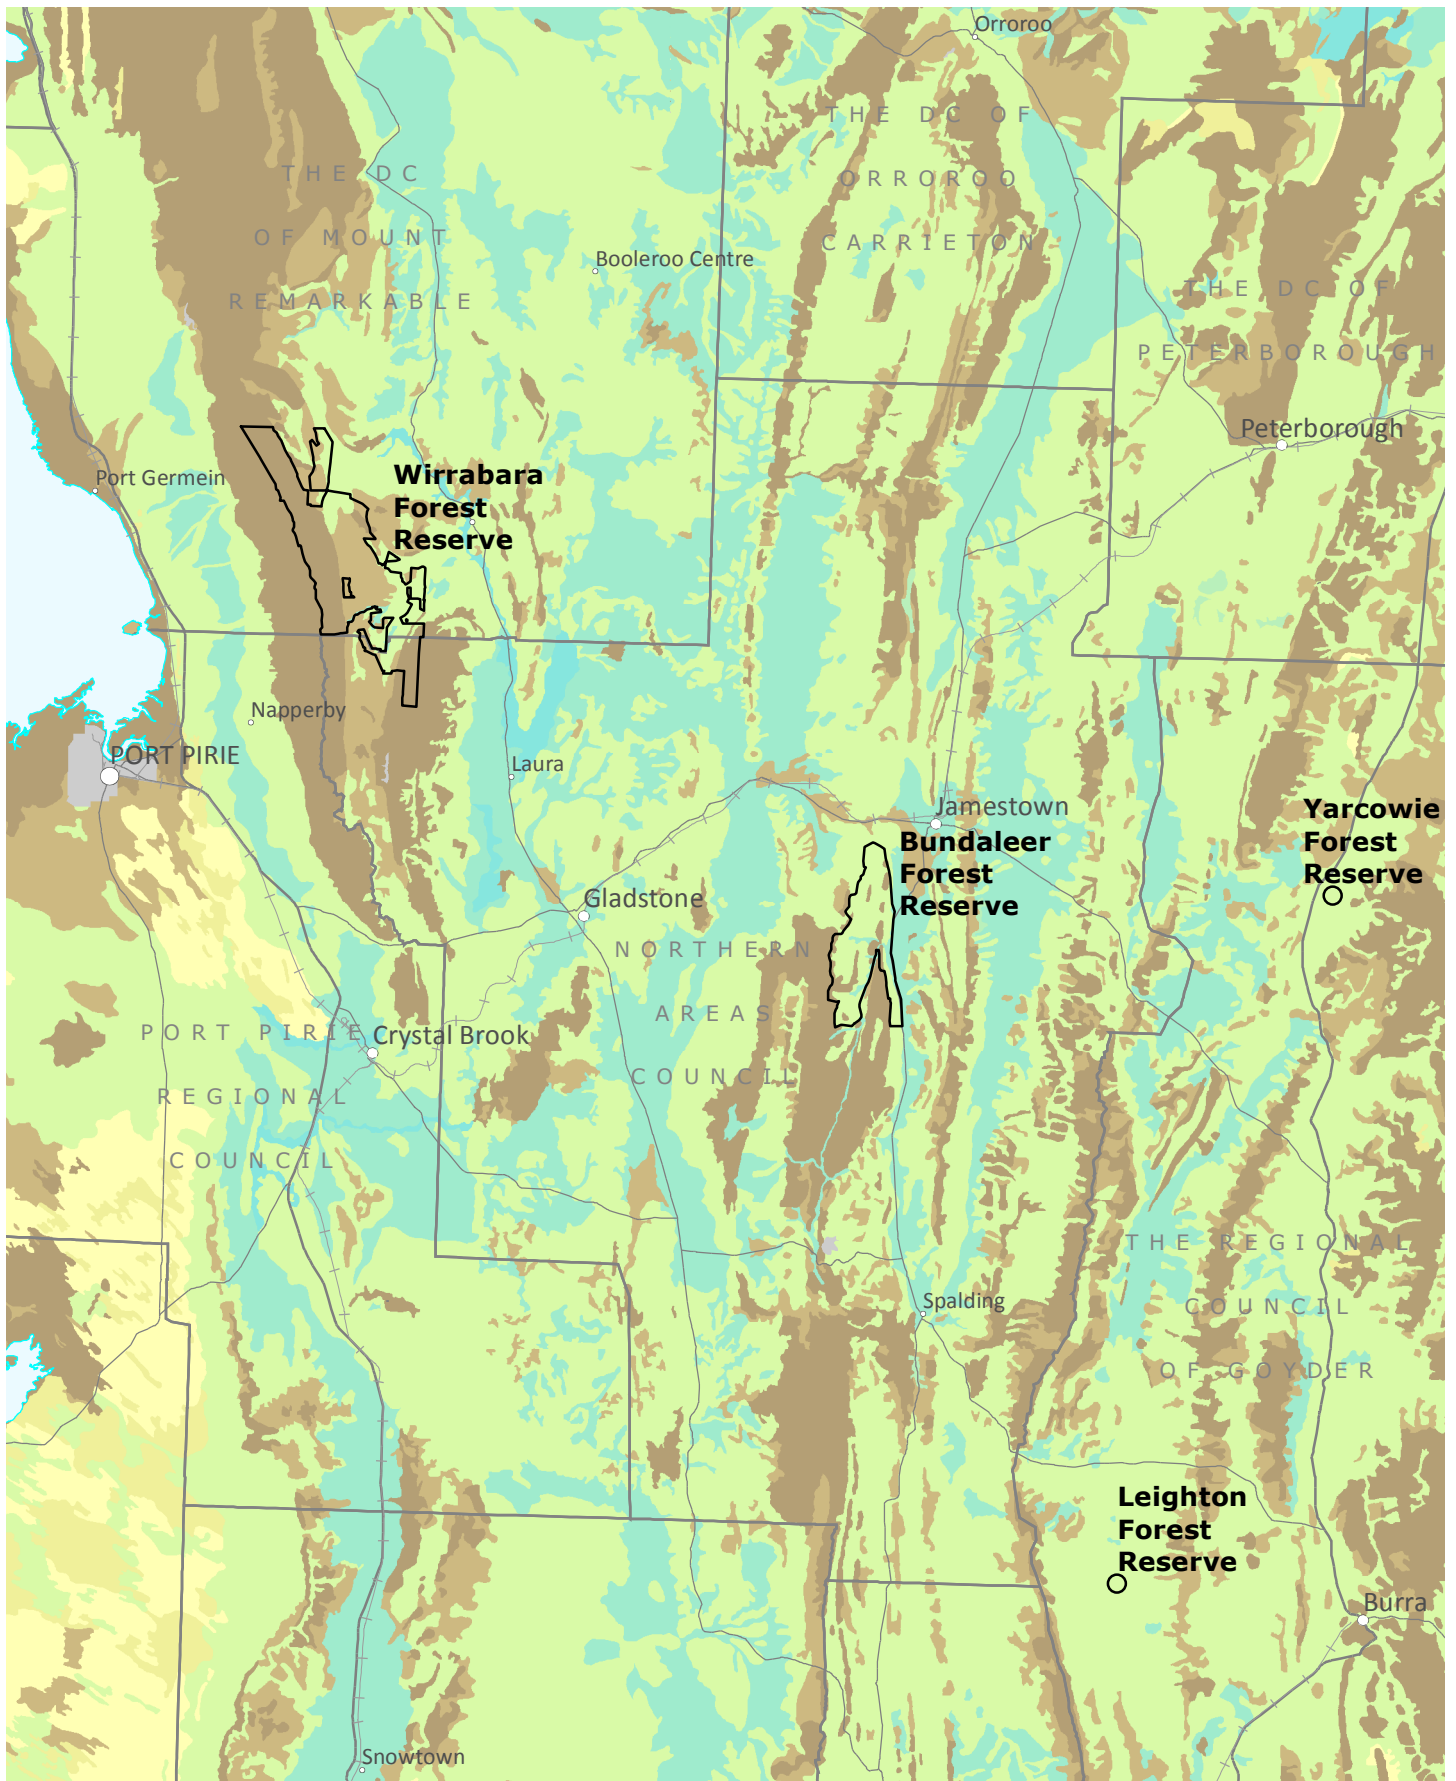 Orroroo
THE DC OF
ORROROO
CARRIETON
THE DC
OF MOUNT
REMARKABLE
Booleroo Centre
THE DC OF
PETERBOROUGH
Peterborough
Port Germein
Wirrabara
Forest
Reserve
Napperby
PORT PIRIE
Laura
Jamestown
Bundaleer
Forest
Reserve
Yarcowie
Forest
Reserve
Gladstone
NORTHERN
AREAS
COUNCIL
PORT PIRIE
REGIONAL
COUNCIL
Crystal Brook
THE REGIONAL
COUNCIL
OF GOYDER
Spalding
Leighton
Forest
Reserve
Burra
Snowtown